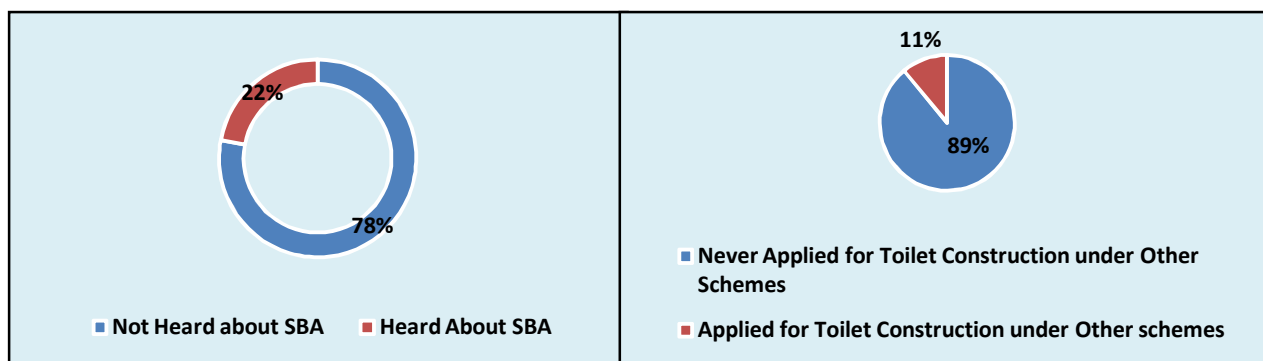 22%
78%
Not Heard about SBA
Heard About SBA
11%
89%
Never Applied for Toilet Construction under Other
Schemes
Applied for Toilet Construction under Other schemes